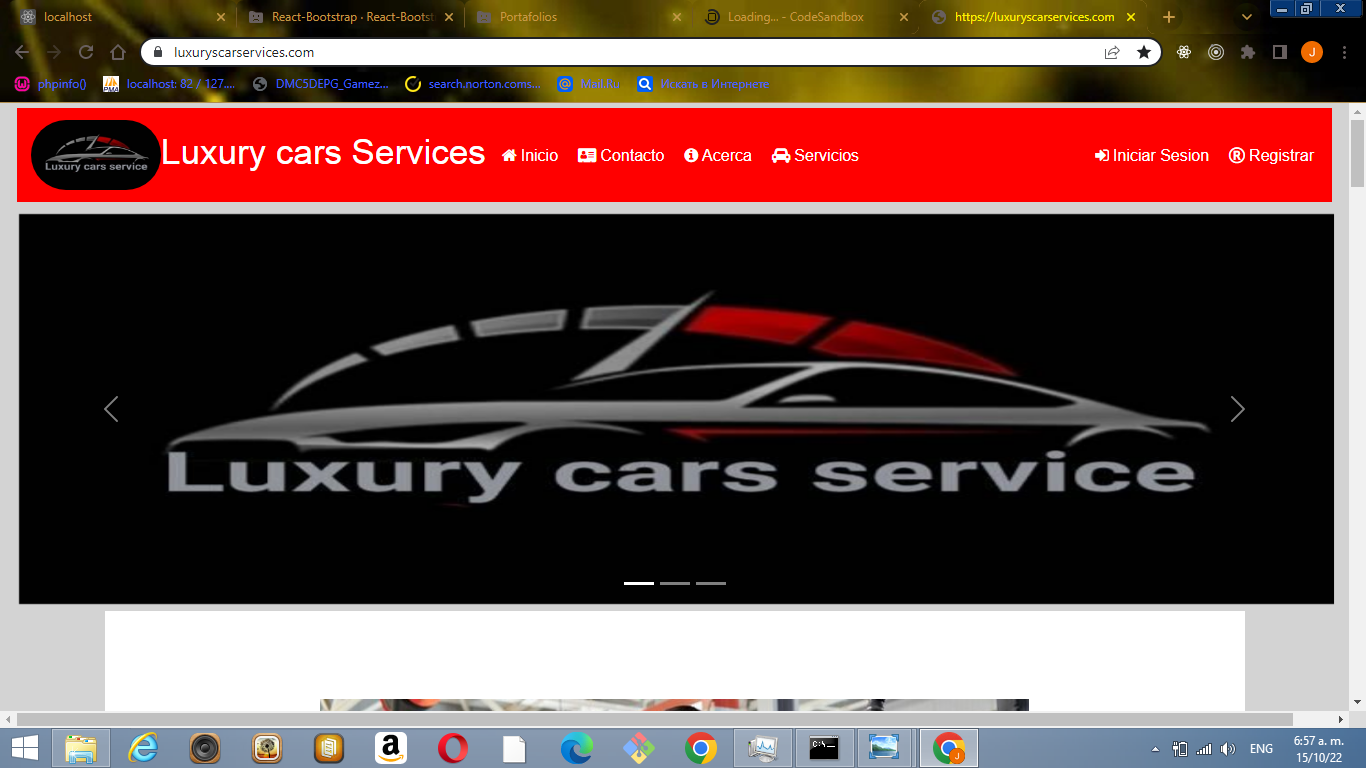 localhost
React-Bootstrap · React-Bootst
Portafolios
Loading... - CodeSandbox
https://luxuryscarservices.com
luxuryscarservices.com
J
phpinfo()
PMA
localhost: 82 / 127....
DMC5DEPG_Gamez...
search.norton.coms...
Mail.Ru
Искать в Интернете
Luxury cars service
Luxury cars Services
Inicio
Contacto
Acerca
Servicios
Iniciar Sesion
Registrar
Luxury cars service
ENG
6:57 a. m.
15/10/22